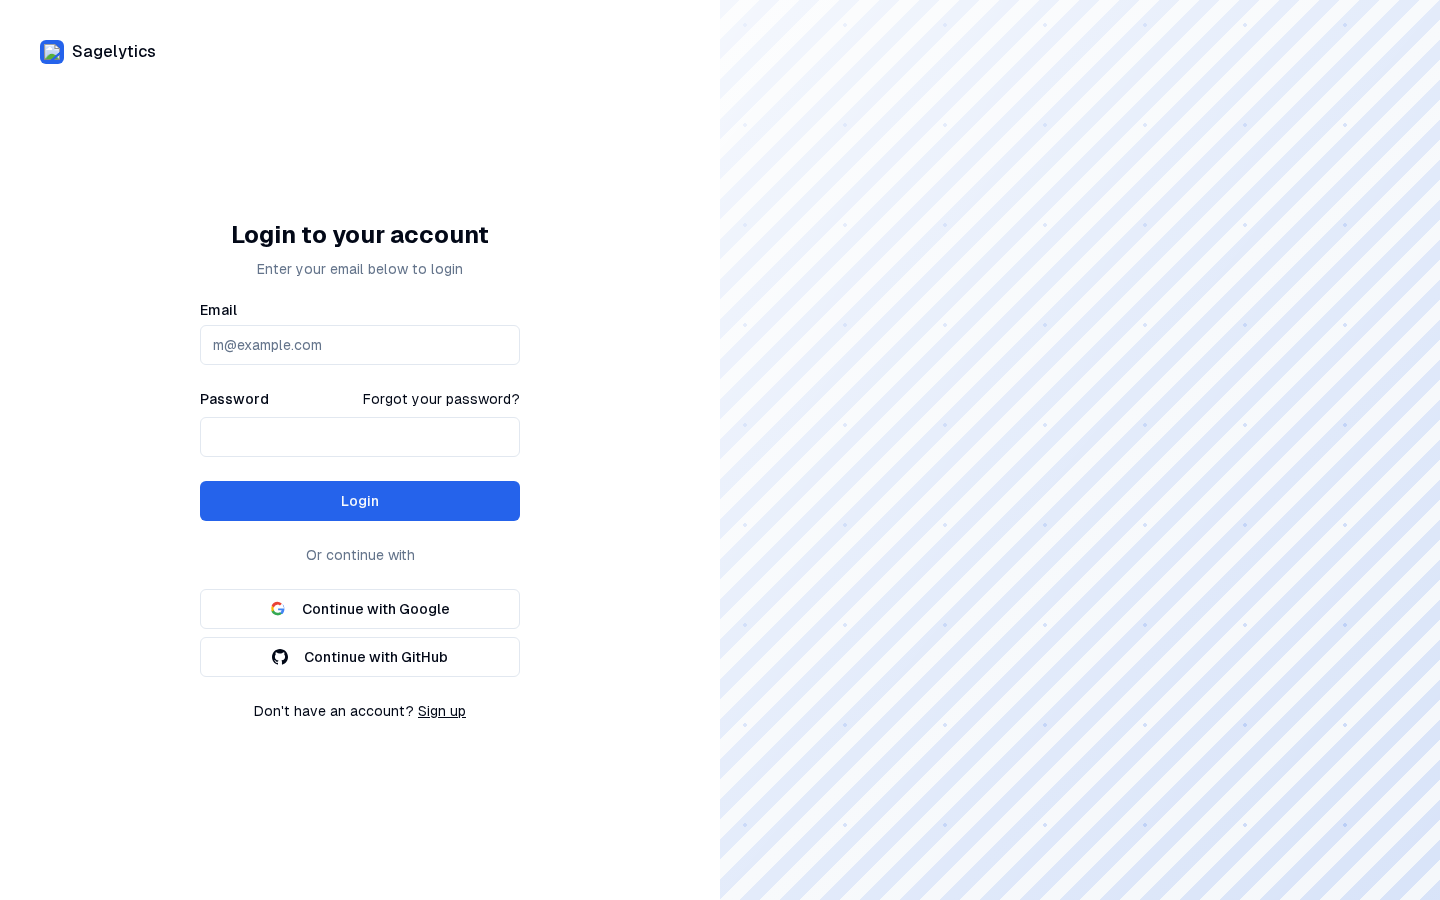 Sagelytics
Login to your account
Enter your email below to login
Email
m@example.com
Password
Forgot your password?
Login
Or continue with
Continue with Google
Continue with GitHub
Don't have an account? Sign up